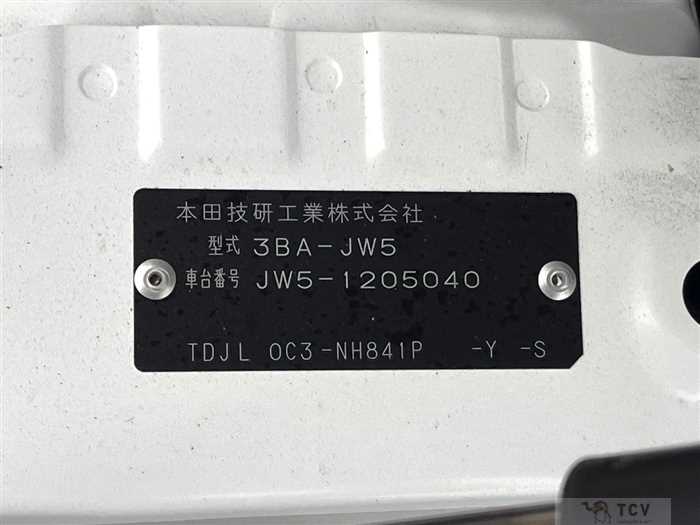 本田技研工業株式会社
型式 3BA-JW5
車台番号 JW5-1205040
TDJL OC3-NH841P -Y -S
TCV